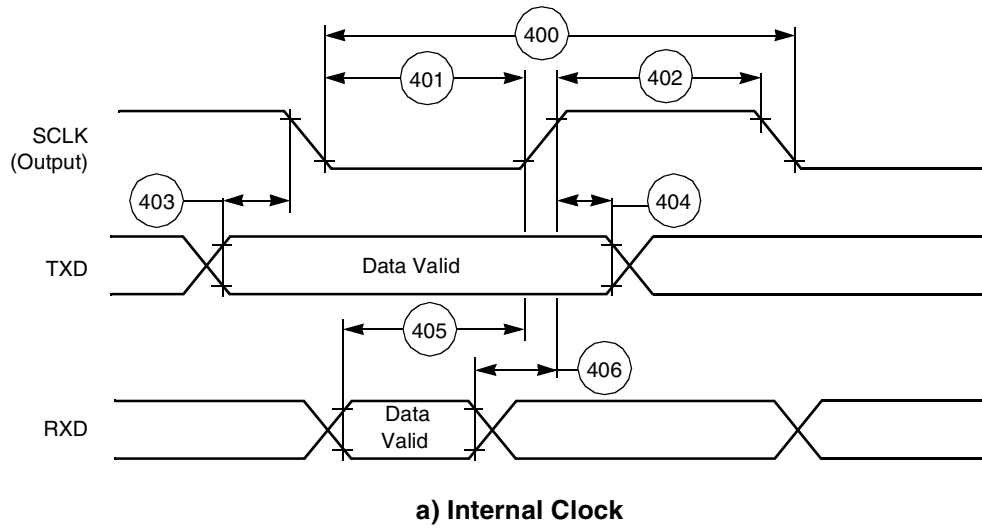 400
401
402
SCLK
(Output)
403
404
TXD
Data Valid
405
406
RXD
Data
Valid
a) Internal Clock